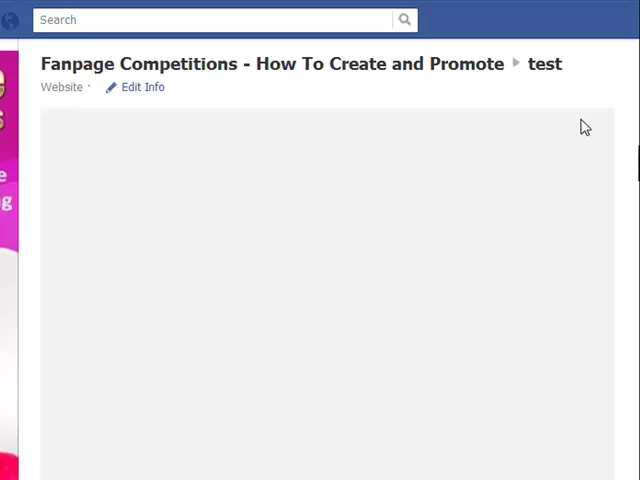 Search
Fanpage Competitions - How To Create and Promote test
Website · Edit Info
e
s
e
g